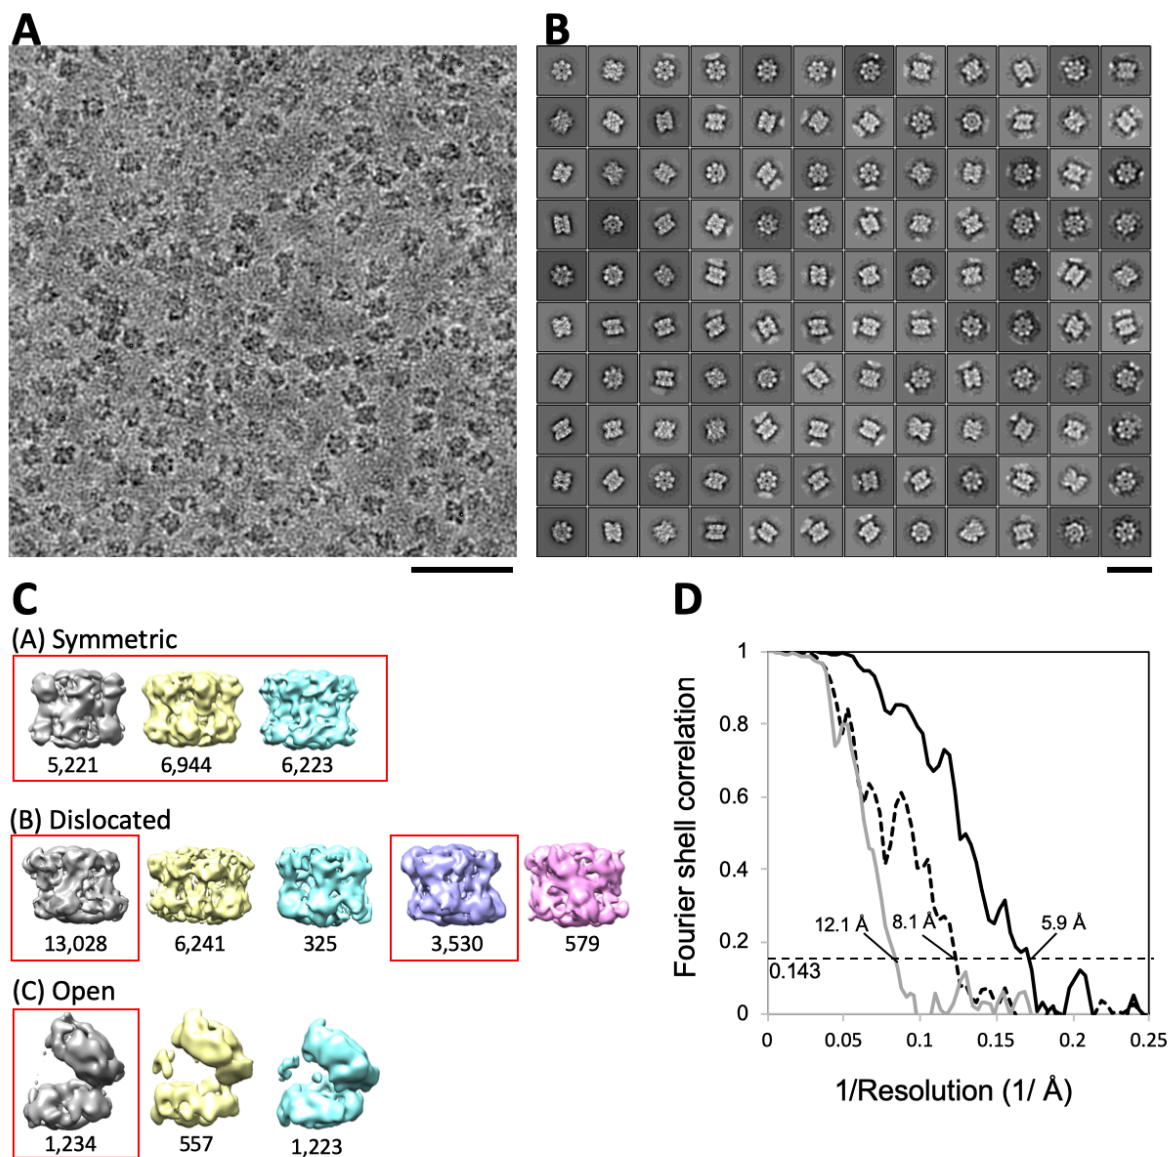 A
B
C
(A) Symmetric
5,221 6,944 6,223
(B) Dislocated
13,028 6,241 325 3,530 579
(C) Open
1,234 557 1,223
D
Fourier shell correlation
1
0.8
0.6
0.4
0.2
0
12.1 Å 8.1 Å 5.9 Å
0.143
0 0.05 0.1 0.15 0.2 0.25
1/Resolution (1/ Å)